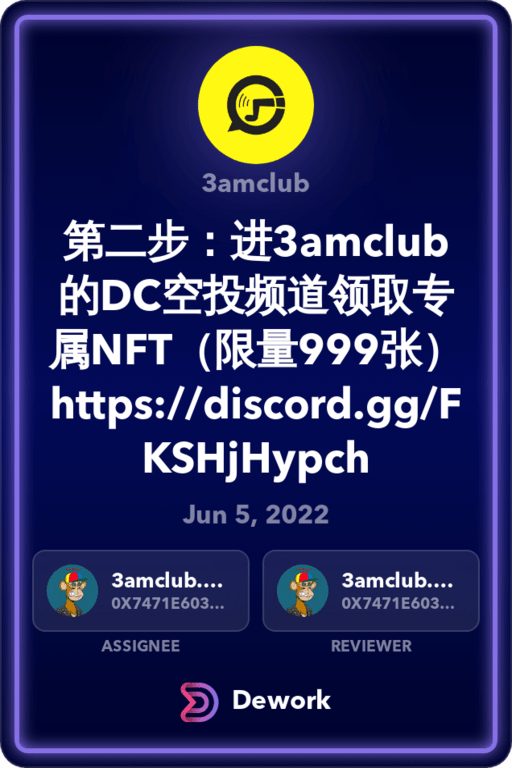 3amclub
第二步：进3amclub
的DC空投频道领取专
属NFT（限量999张）
https://discord.gg/F
KSHjHypch
Jun 5, 2022
3amclub....
0X7471E603...
ASSIGNEE
3amclub....
0X7471E603...
REVIEWER
Dework